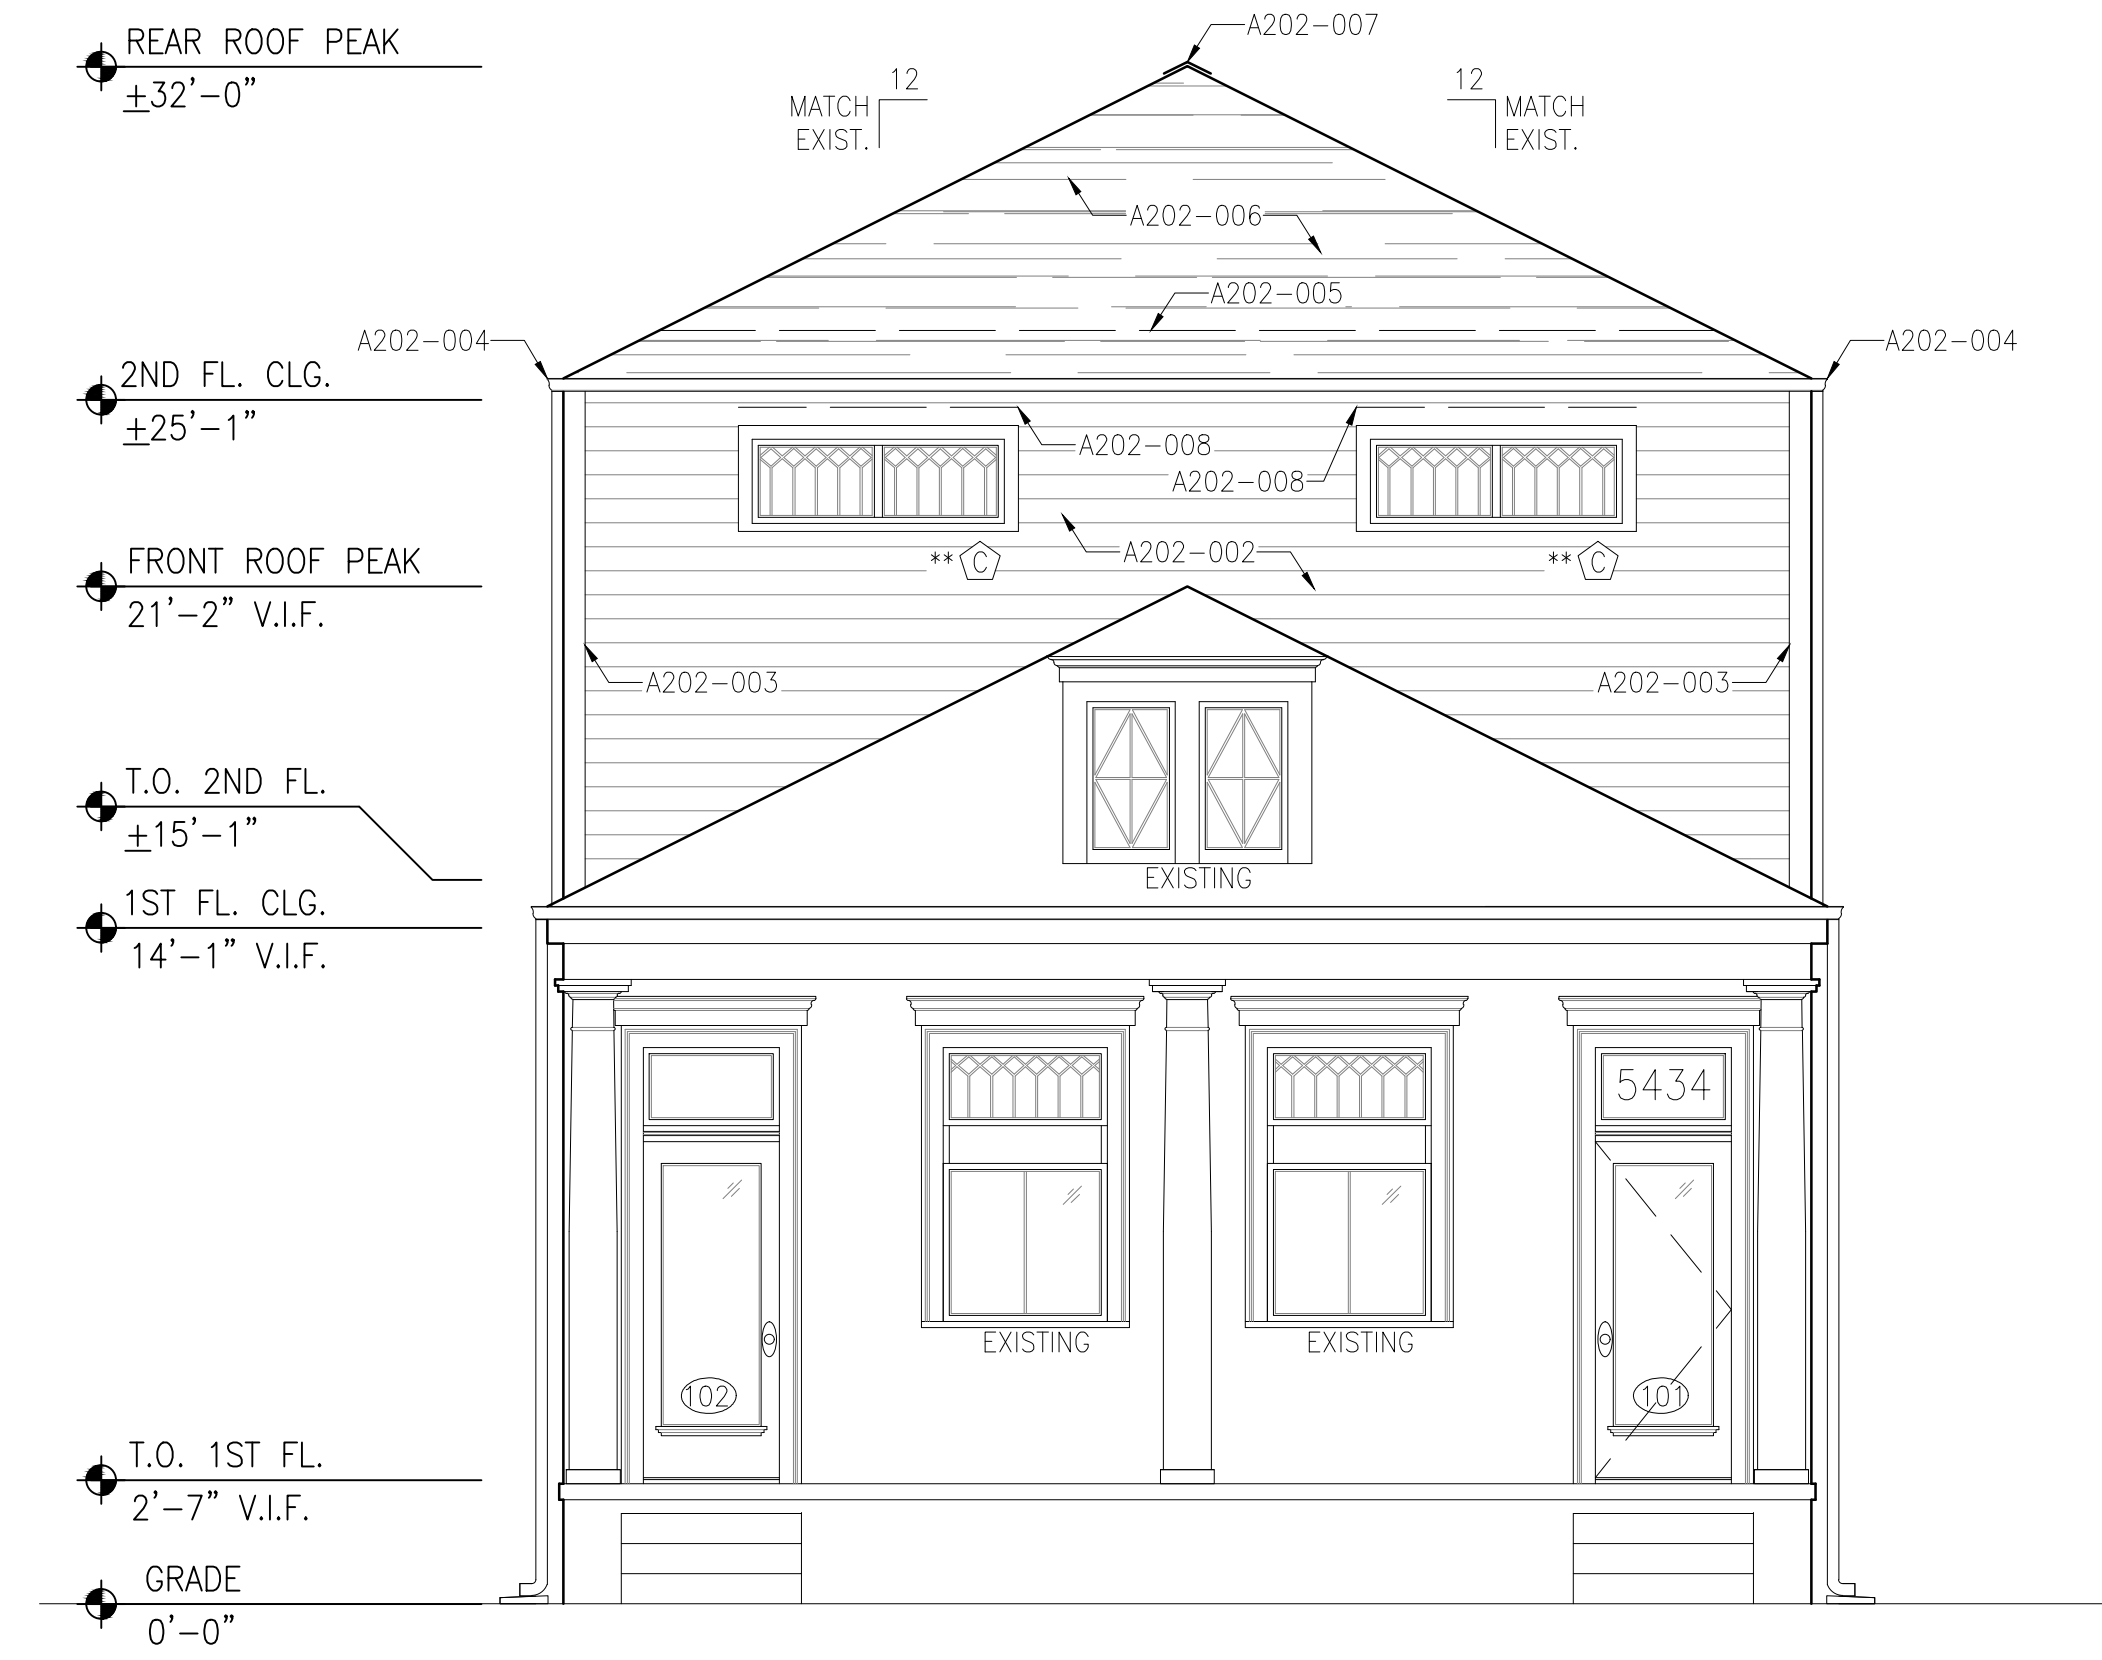 A202-007
REAR ROOF PEAK
±32'-0"
12
MATCH
EXIST.
12
MATCH
EXIST.
A202-006
A202-005
A202-004
A202-004
2ND FL. CLG.
±25'-1"
A202-008
A202-008
A202-002
** C
** C
FRONT ROOF PEAK
21'-2" V.I.F.
A202-003
A202-003
T.O. 2ND FL.
±15'-1"
EXISTING
1ST FL. CLG.
14'-1" V.I.F.
5434
EXISTING
EXISTING
102
101
T.O. 1ST FL.
2'-7" V.I.F.
GRADE
0'-0"